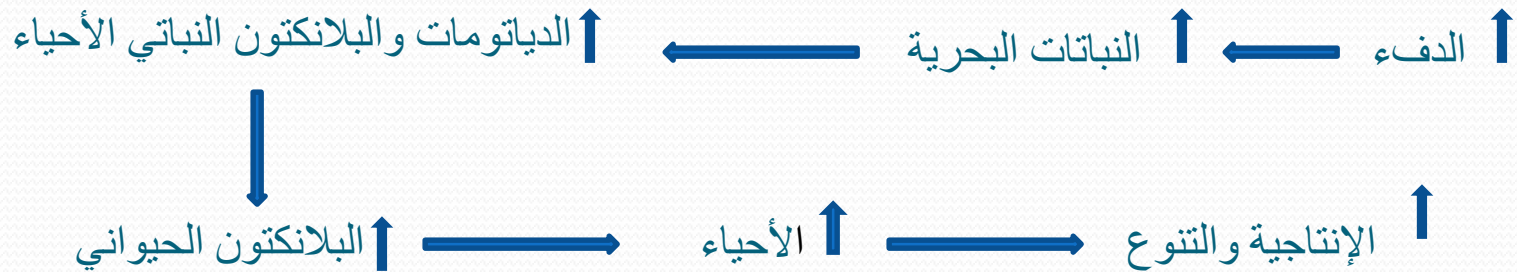 الدفء
النباتات البحرية
الدياتومات والبلانكتون النباتي الأحياء
البلانكتون الحيواني
الأحياء
الإنتاجية والتنوع